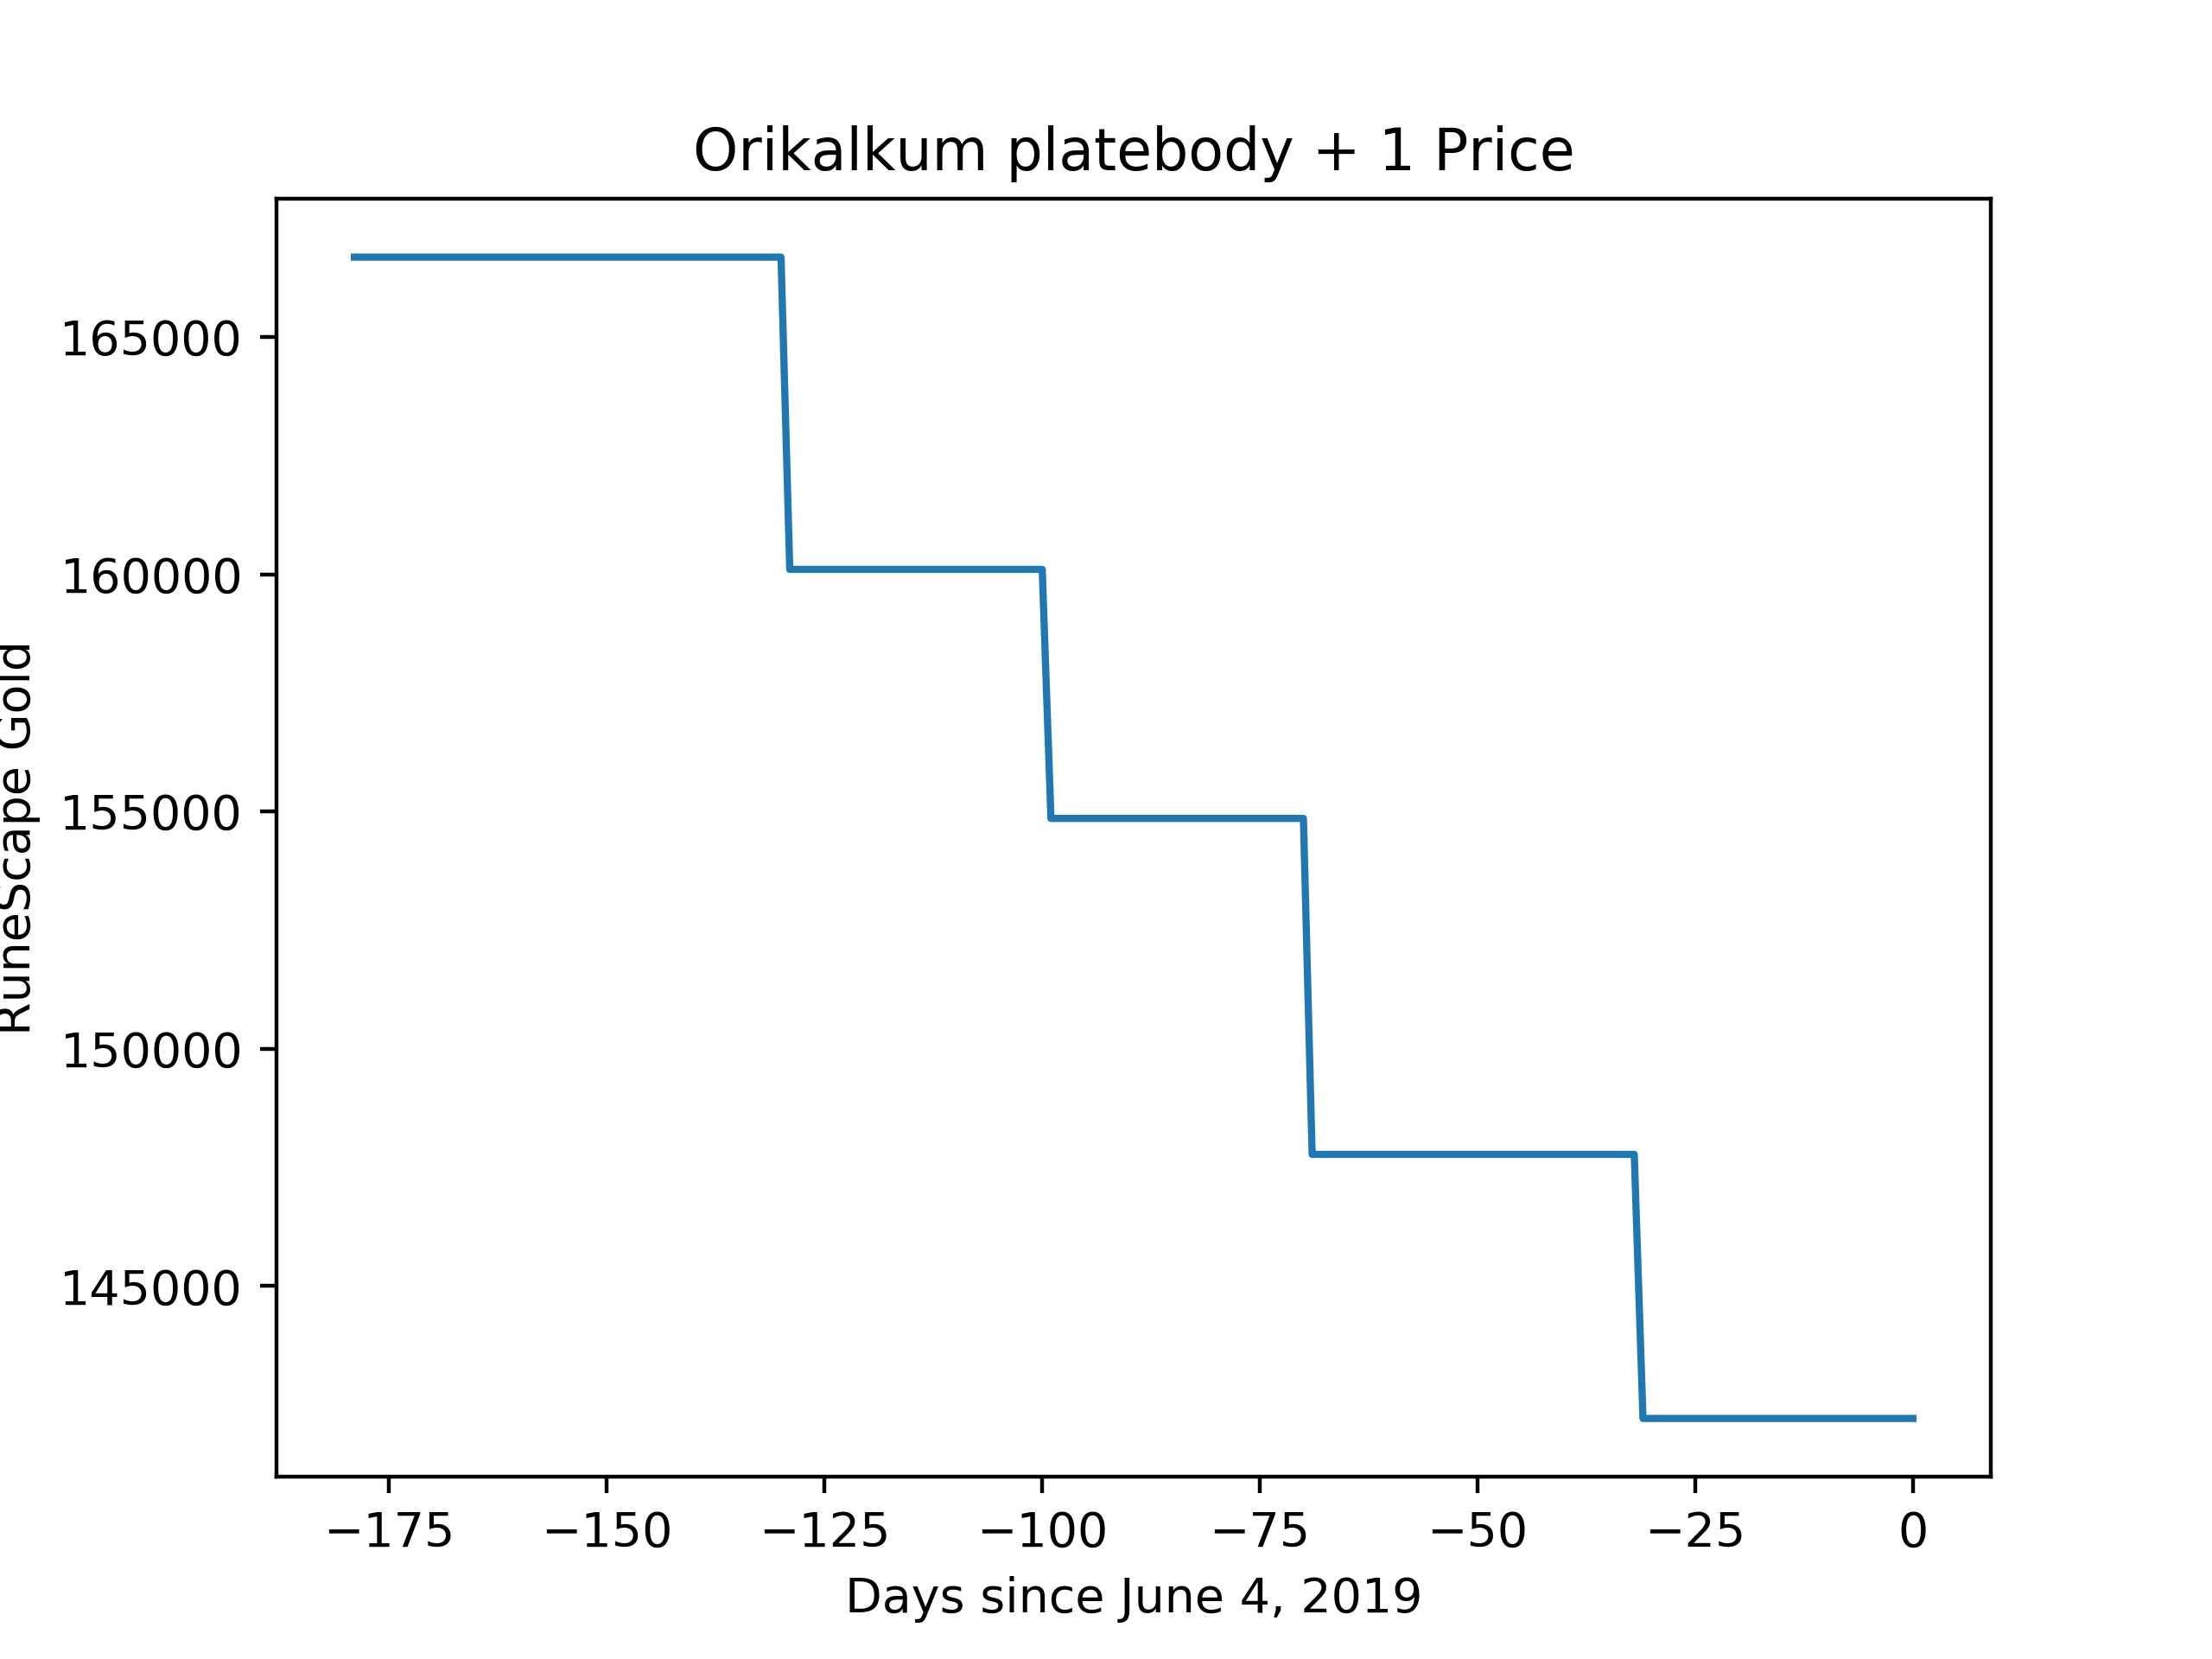 Orikalkum platebody + 1 Price
RuneScape Gold
165000
160000
155000
150000
145000
−175 −150 −125 −100 −75 −50 −25 0
Days since June 4, 2019